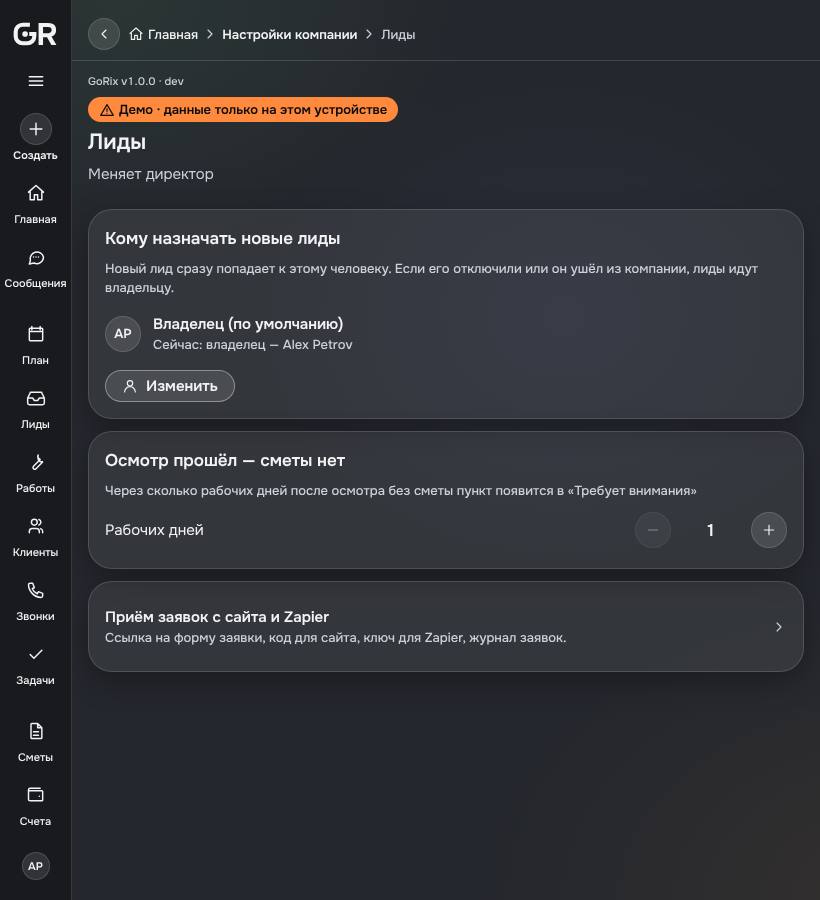 GR
Главная
Настройки компании
Лиды
GoRix v1.0.0 · dev
Демо · данные только на этом устройстве
Лиды
Меняет директор
Создать
Главная
Сообщения
План
Лиды
Работы
Клиенты
Звонки
Задачи
Сметы
Счета
AP
Кому назначать новые лиды
Новый лид сразу попадает к этому человеку. Если его отключили или он ушёл из компании, лиды идут
владельцу.
AP
Владелец (по умолчанию)
Сейчас: владелец — Alex Petrov
Изменить
Осмотр прошёл — сметы нет
Через сколько рабочих дней после осмотра без сметы пункт появится в «Требует внимания»
Рабочих дней
1
Приём заявок с сайта и Zapier
Ссылка на форму заявки, код для сайта, ключ для Zapier, журнал заявок.